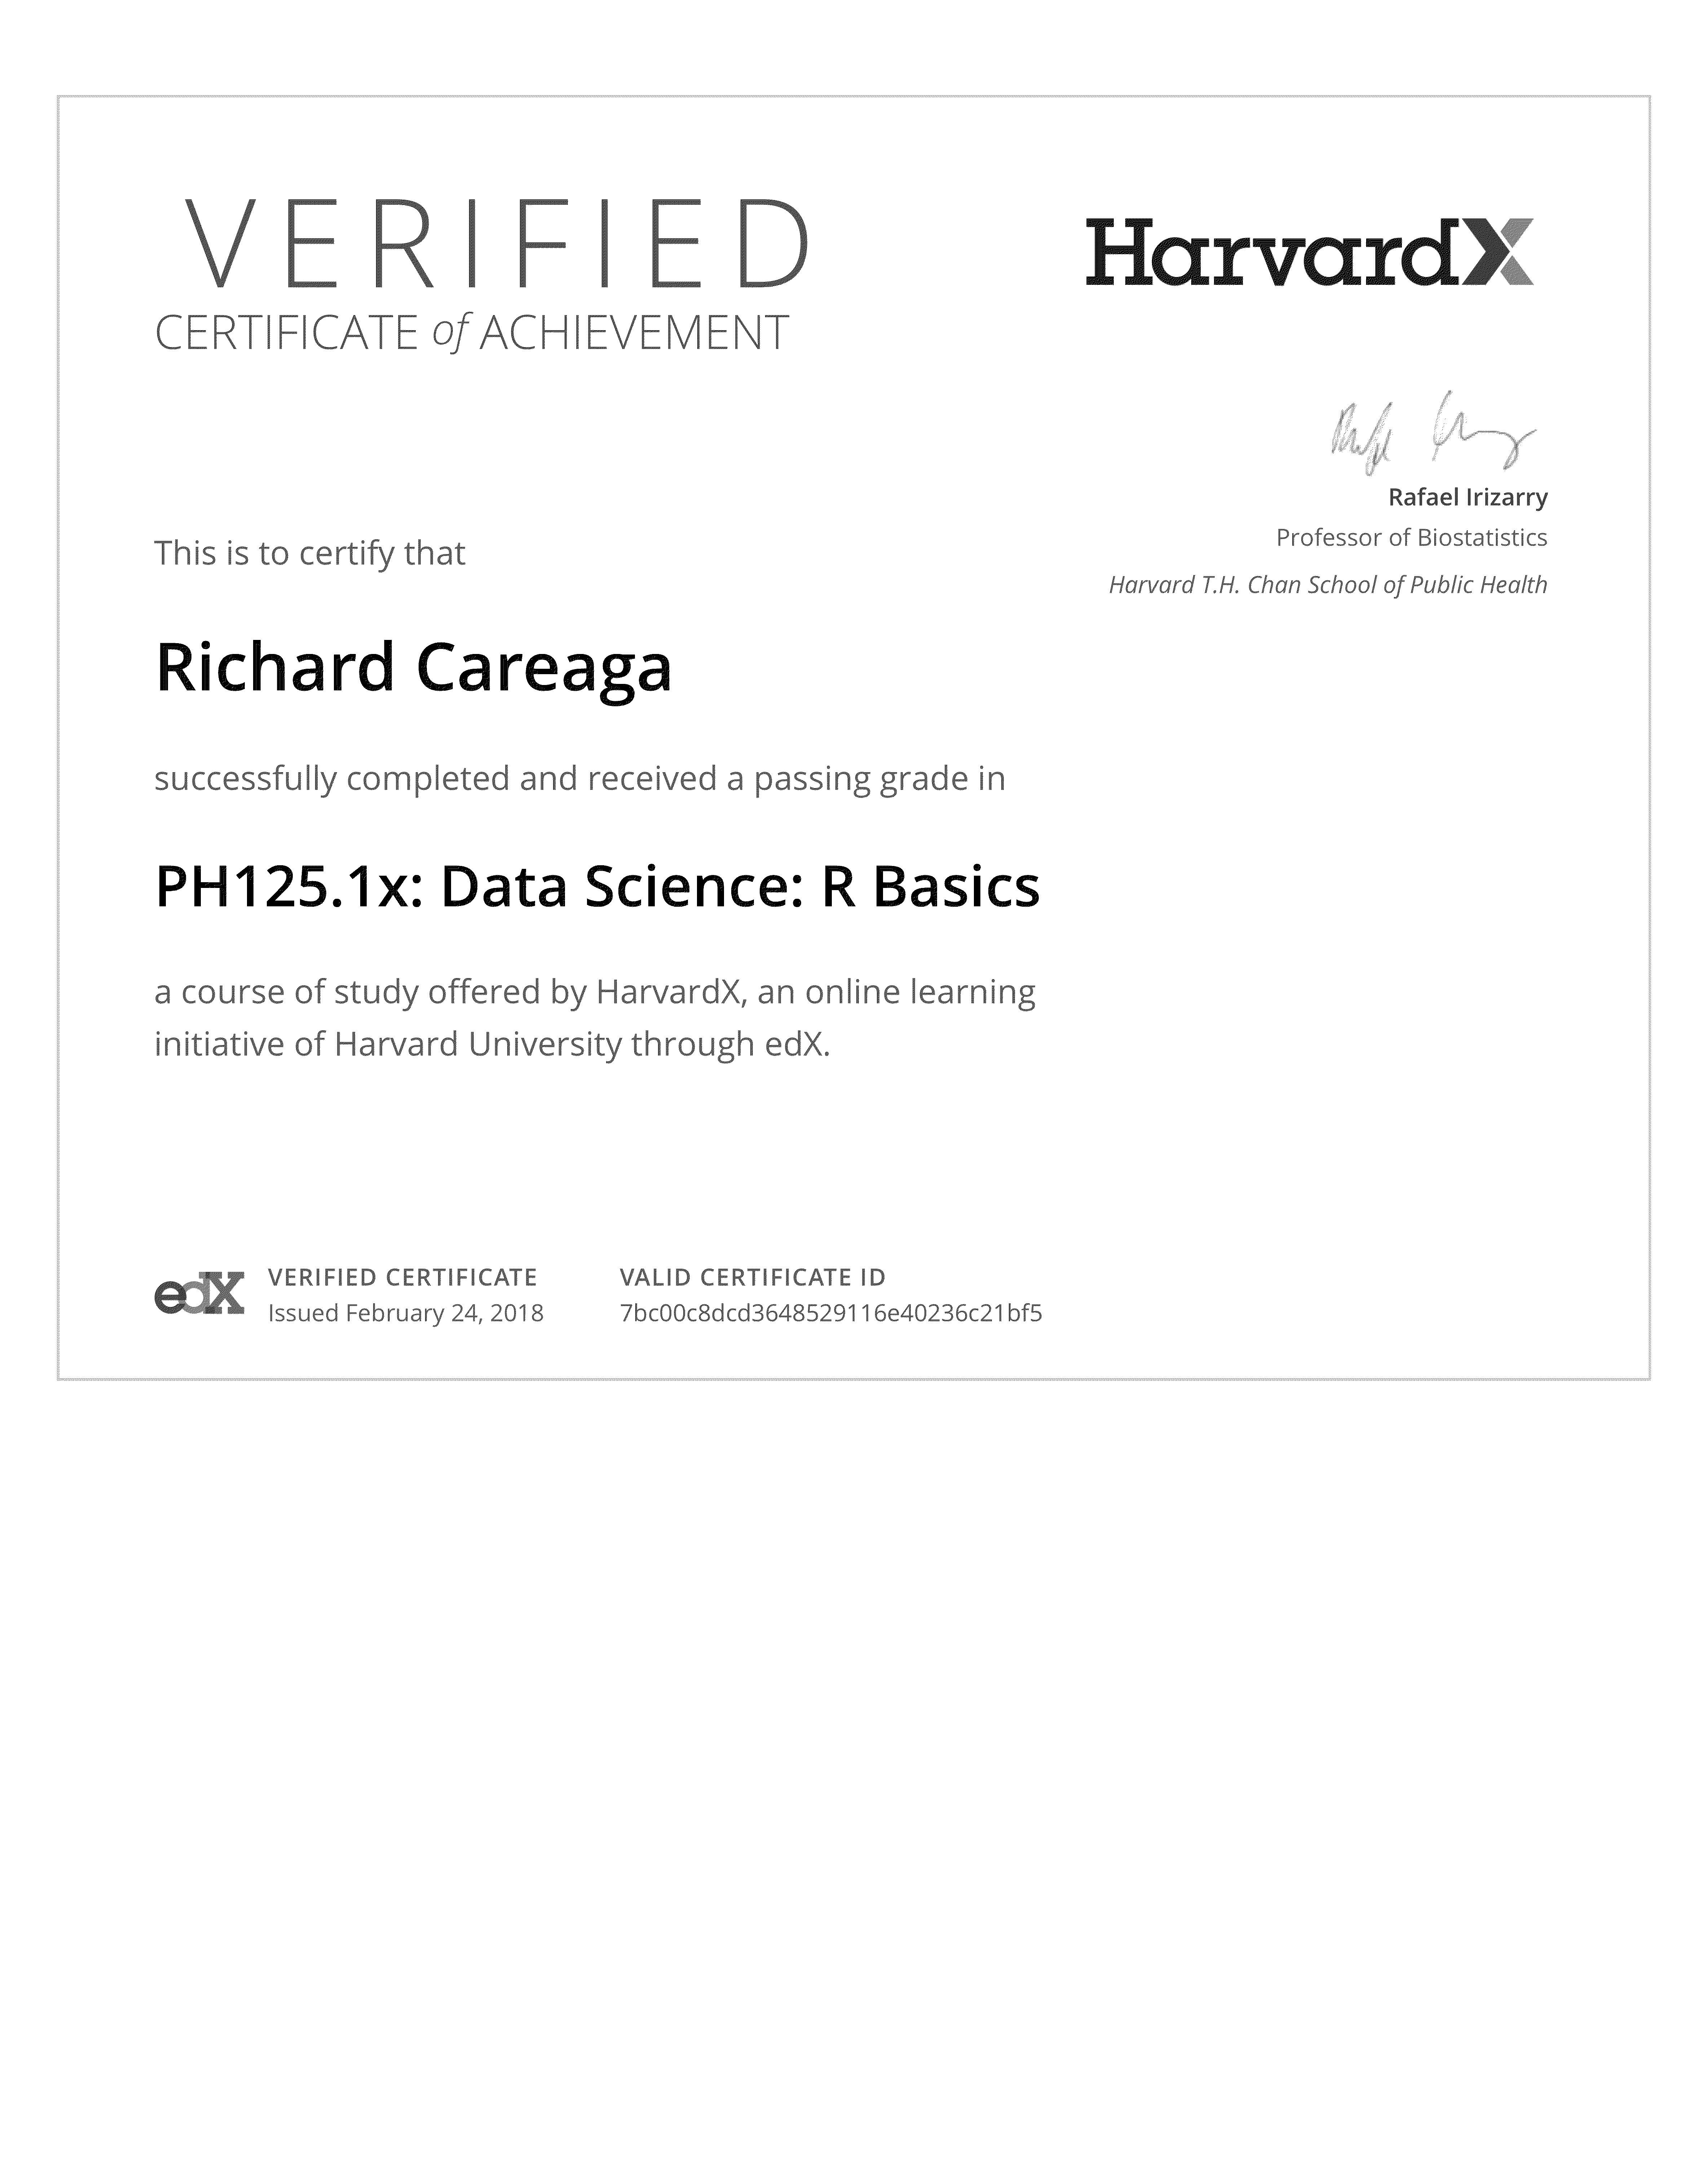 VERIFIED
CERTIFICATE of ACHIEVEMENT
HarvardX
Rafael Irizarry
Professor of Biostatistics
Harvard T.H. Chan School of Public Health
This is to certify that
Richard Careaga
successfully completed and received a passing grade in
PH125.1x: Data Science: R Basics
a course of study offered by HarvardX, an online learning
initiative of Harvard University through edX.
edX
VERIFIED CERTIFICATE
Issued February 24, 2018
VALID CERTIFICATE ID
7bc00c8dcd3648529116e40236c21bf5